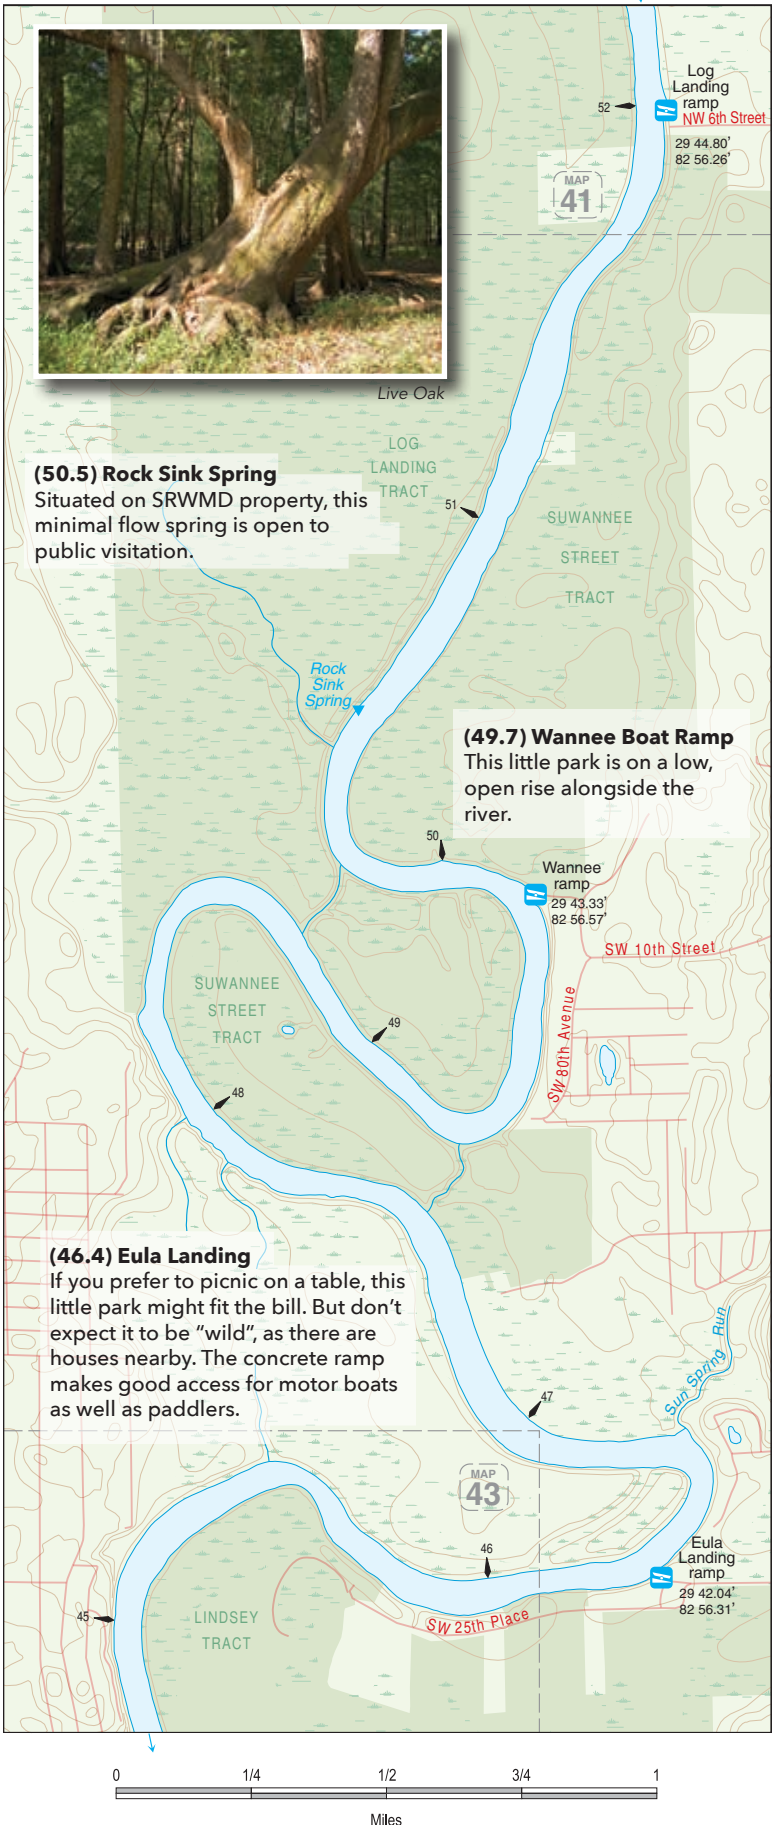 Log
Landing
ramp
NW 6th Street
29 44.80'
82 56.26'
52
MAP
41
Live Oak
LOG
LANDING
TRACT
(50.5) Rock Sink Spring
Situated on SRWMD property, this
minimal flow spring is open to
public visitation.
51
SUWANNEE
STREET
TRACT
Rock
Sink
Spring
(49.7) Wannee Boat Ramp
This little park is on a low,
open rise alongside the
river.
50
Wannee
ramp
29 43.33'
82 56.57'
SW 10th Street
SUWANNEE
STREET
TRACT
49
SW 80th Avenue
48
(46.4) Eula Landing
If you prefer to picnic on a table, this
little park might fit the bill. But don't
expect it to be "wild", as there are
houses nearby. The concrete ramp
makes good access for motor boats
as well as paddlers.
Sun Spring Run
47
MAP
43
46
Eula
Landing
ramp
29 42.04'
82 56.31'
SW 25th Place
45
LINDSEY
TRACT
0 1/4 1/2 3/4 1
Miles